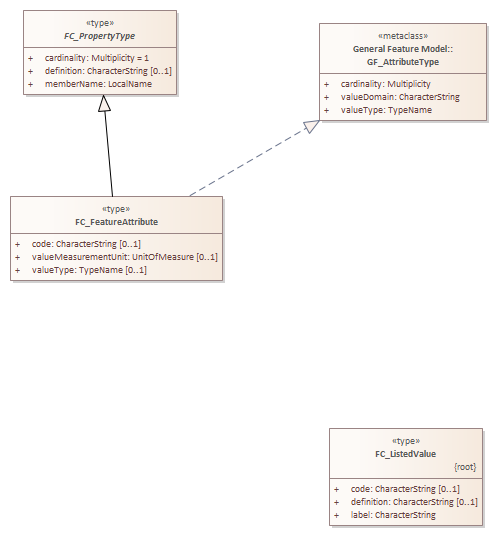 «type»
FC_PropertyType
+ cardinality: Multiplicity = 1
+ definition: CharacterString [0..1]
+ memberName: LocalName
«metaclass»
General Feature Model::
GF_AttributeType
+ cardinality: Multiplicity
+ valueDomain: CharacterString
+ valueType: TypeName
«type»
FC_FeatureAttribute
+ code: CharacterString [0..1]
+ valueMeasurementUnit: UnitOfMeasure [0..1]
+ valueType: TypeName [0..1]
«type»
FC_ListedValue
{root}
+ code: CharacterString [0..1]
+ definition: CharacterString [0..1]
+ label: CharacterString